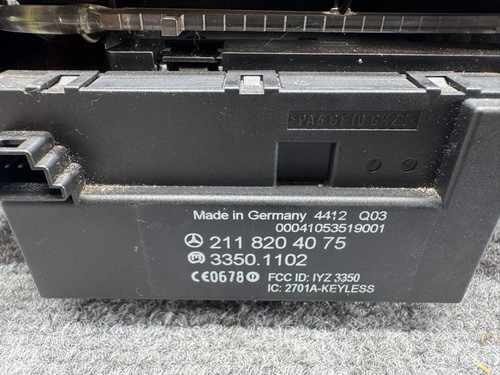 >PA6 GF10 GK20<
Made in Germany 4412 Q03
00041053519001
211 820 40 75
3350.1102
CE0678
FCC ID: IYZ 3350
IC: 2701A-KEYLESS